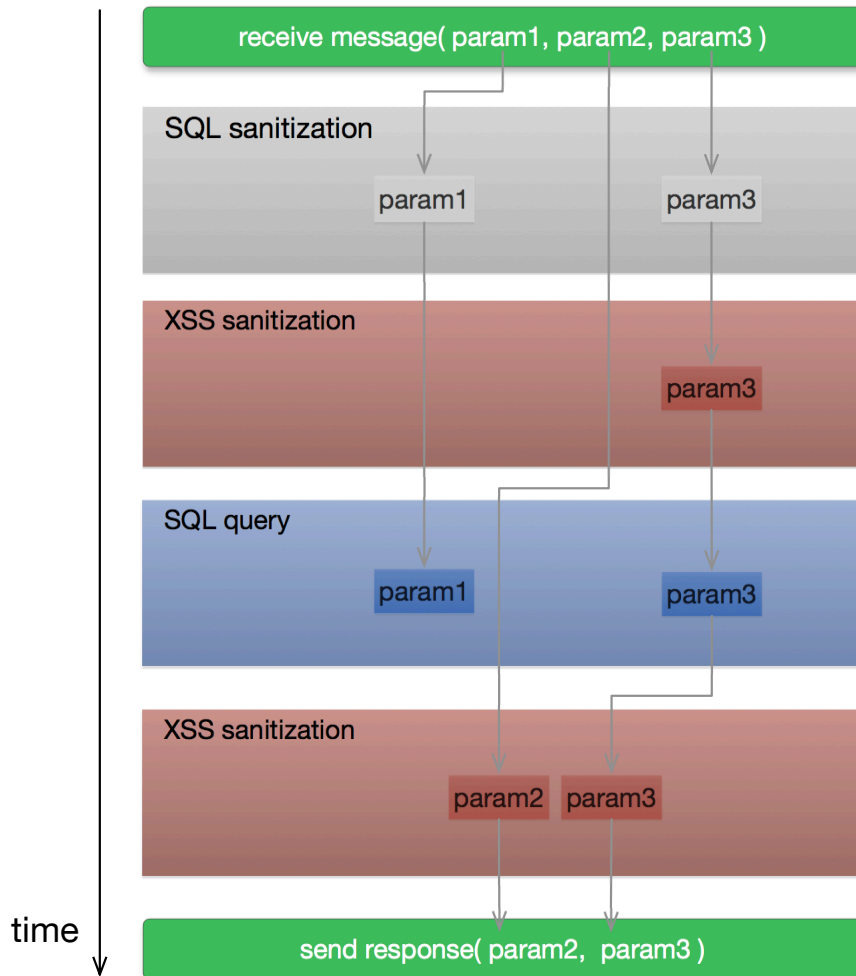 receive message( param1, param2, param3 )
SQL sanitization
param1
param3
XSS sanitization
param3
SQL query
param1
param3
XSS sanitization
param2
param3
time
send response( param2,  param3 )